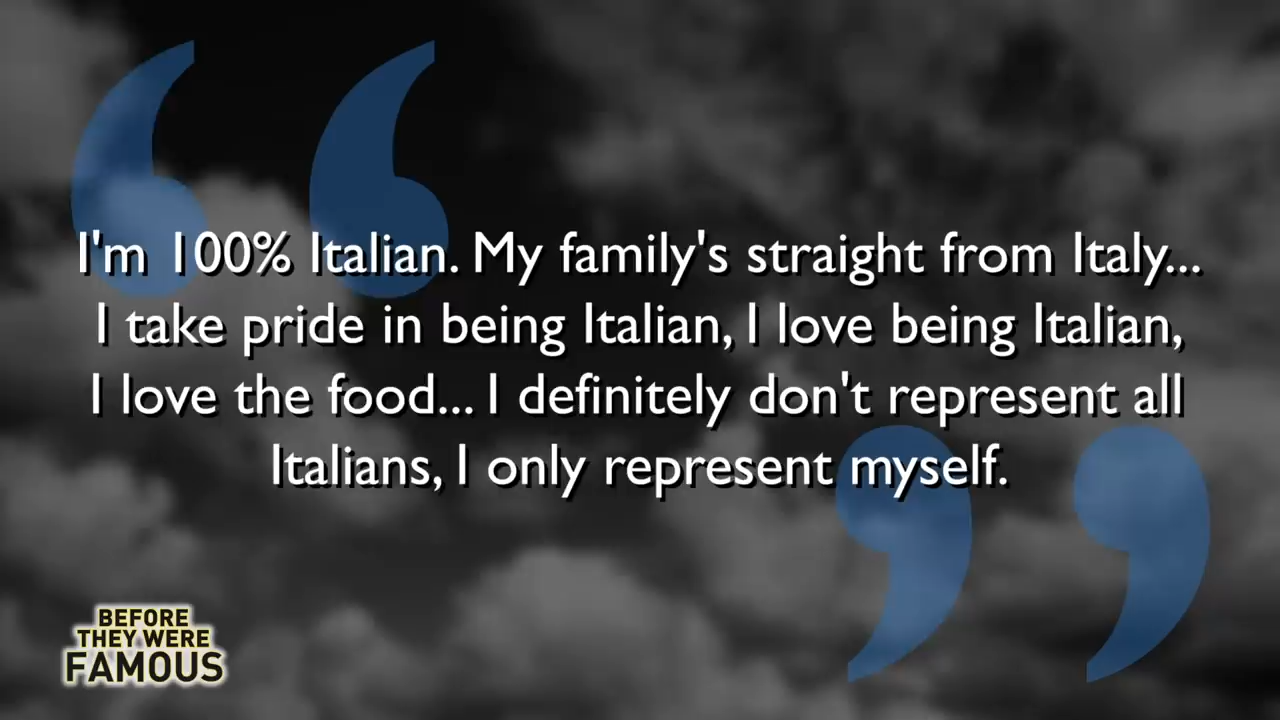 I'm 100% Italian. My family's straight from Italy...
I take pride in being Italian, I love being Italian,
I love the food... I definitely don't represent all
Italians, I only represent myself.
BEFORE
THEY WERE
FAMOUS